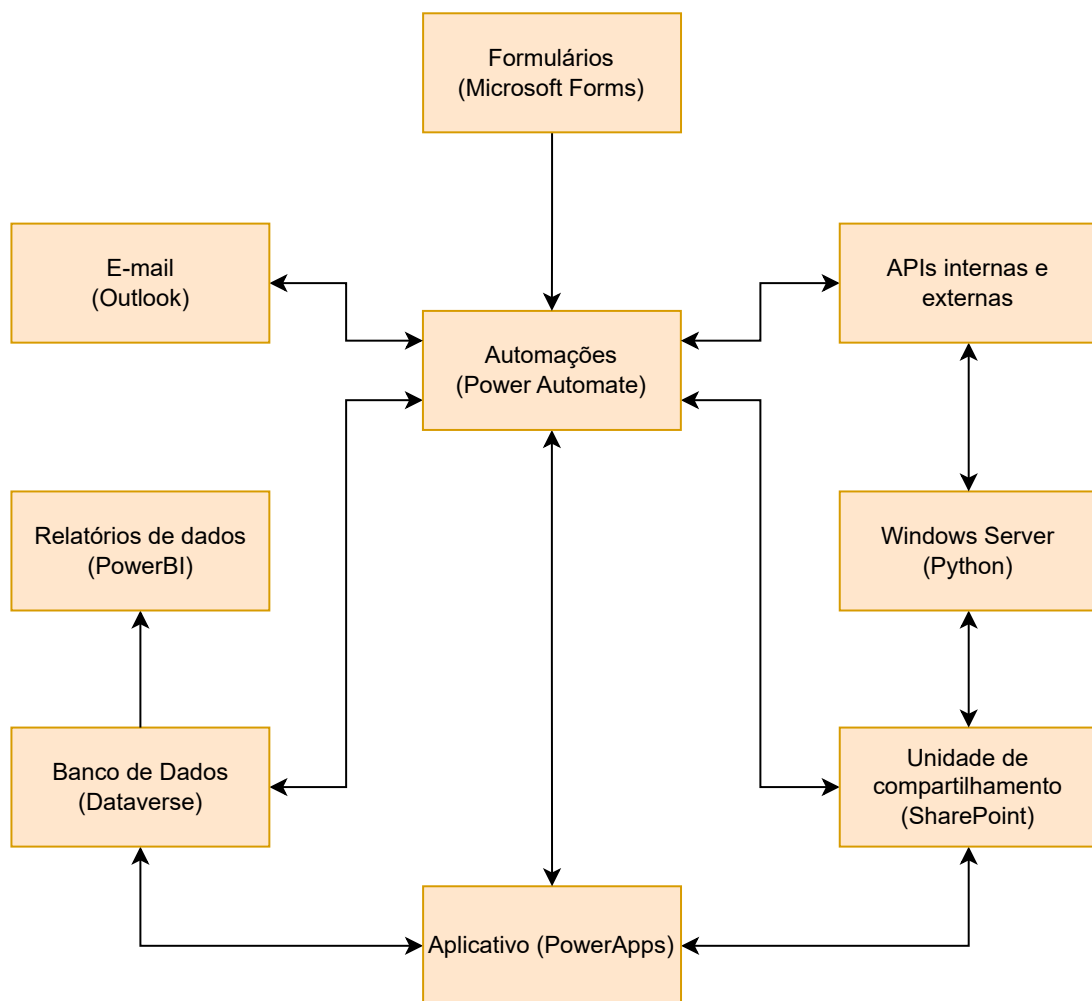 Formulários
(Microsoft Forms)
E-mail
(Outlook)
APIs internas e
externas
Automações
(Power Automate)
Relatórios de dados
(PowerBI)
Windows Server
(Python)
Banco de Dados
(Dataverse)
Unidade de
compartilhamento
(SharePoint)
Aplicativo (PowerApps)